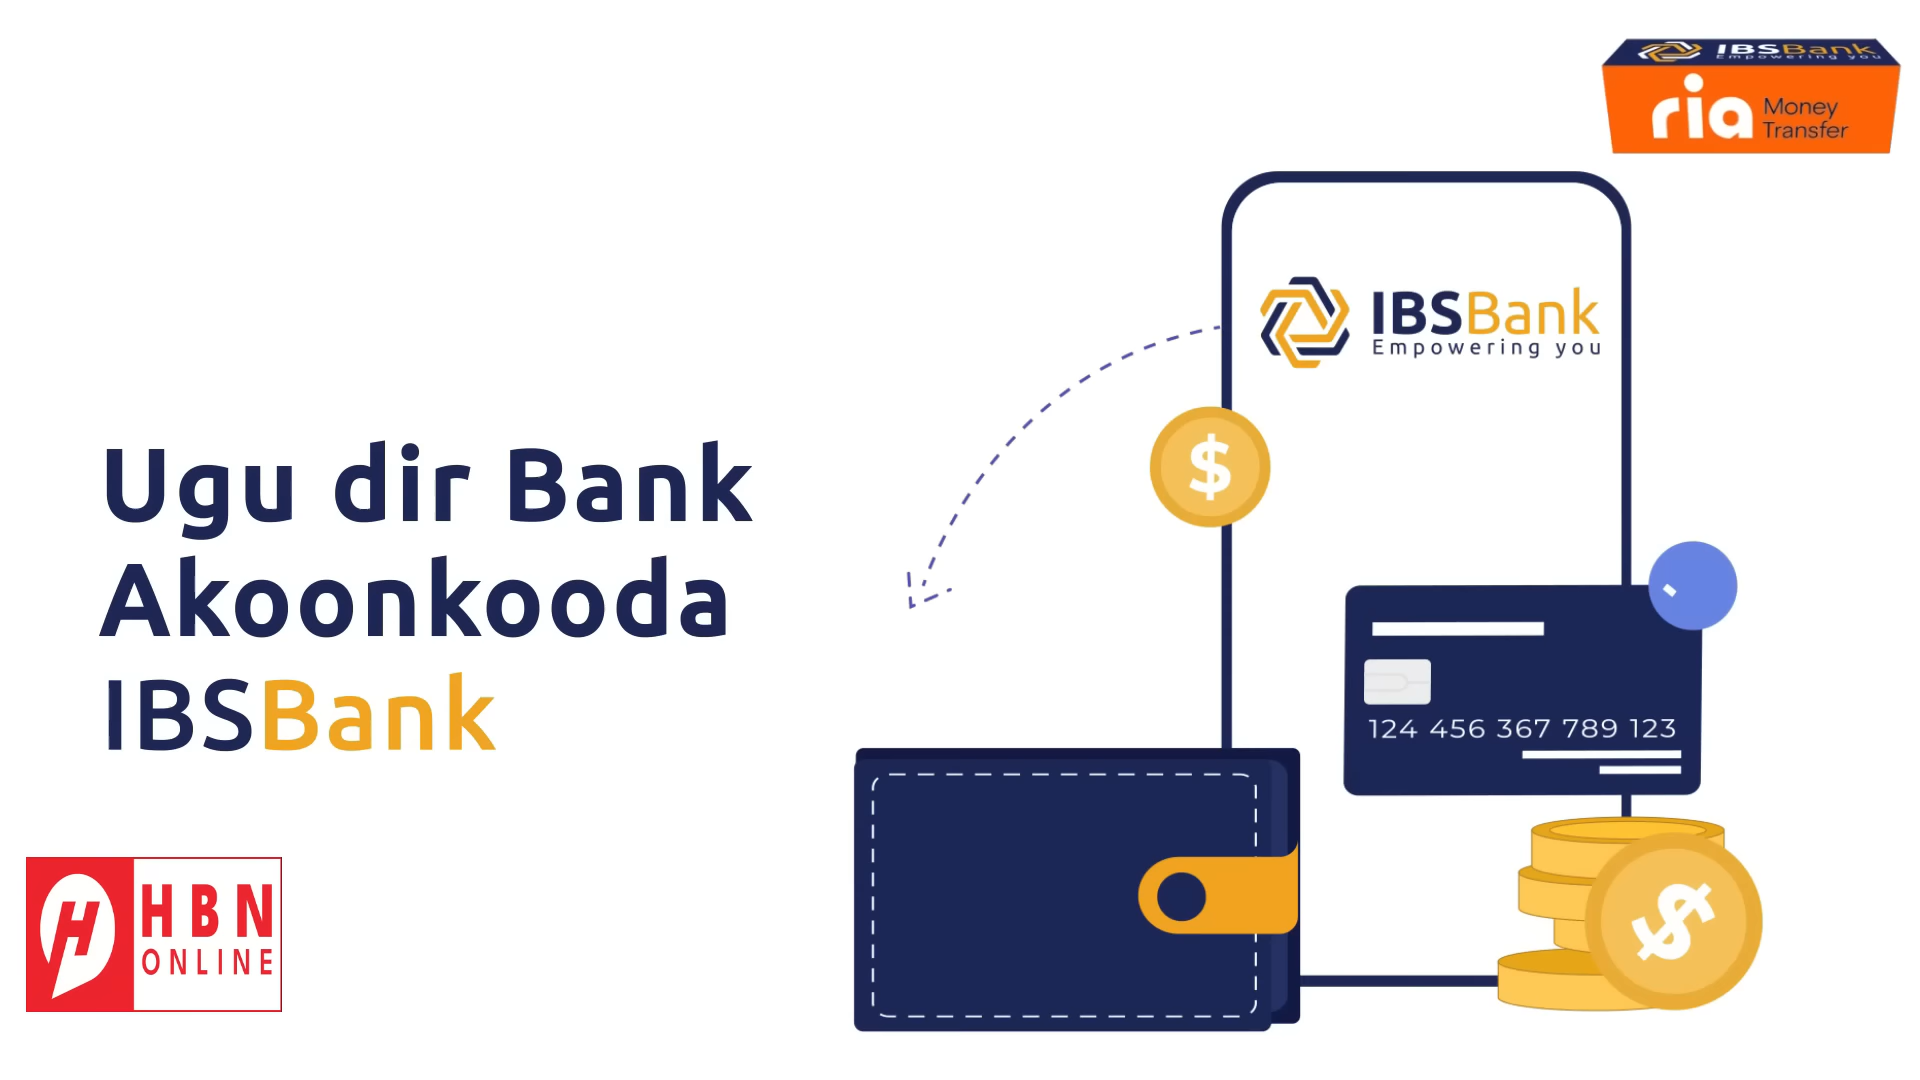 IBSBank
Empowering you
ria Money
Transfer
IBSBank
Empowering you
$
Ugu dir Bank
Akoonkooda
IBSBank
124 456 367 789 123
$
H HBN
ONLINE